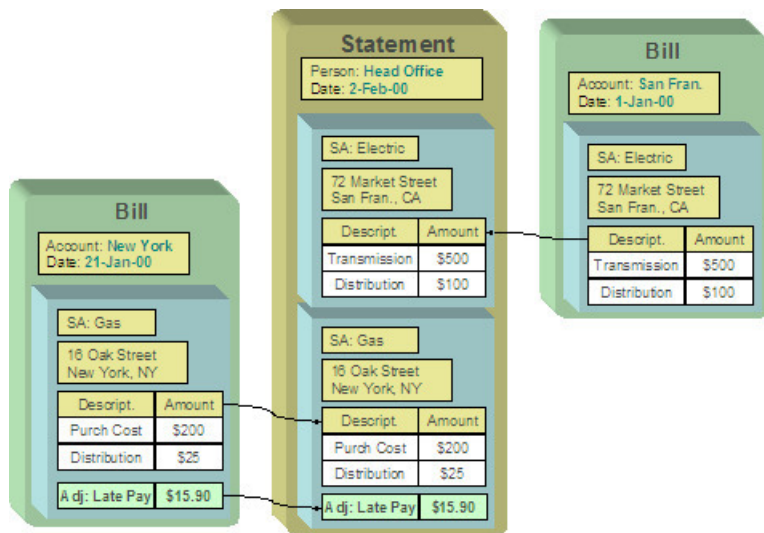 Statement
Person: Head Office
Date: 2-Feb-00
SA: Electric
72 Market Street
San Fran., CA
Descript. Amount
Transmission $500
Distribution $100
SA: Gas
16 Oak Street
New York, NY
Descript. Amount
Purch Cost $200
Distribution $25
Adj: Late Pay $15.90
Bill
Account: San Fran.
Date: 1-Jan-00
SA: Electric
72 Market Street
San Fran., CA
Descript. Amount
Transmission $500
Distribution $100
Bill
Account: New York
Date: 21-Jan-00
SA: Gas
16 Oak Street
New York, NY
Descript. Amount
Purch Cost $200
Distribution $25
Adj: Late Pay $15.90